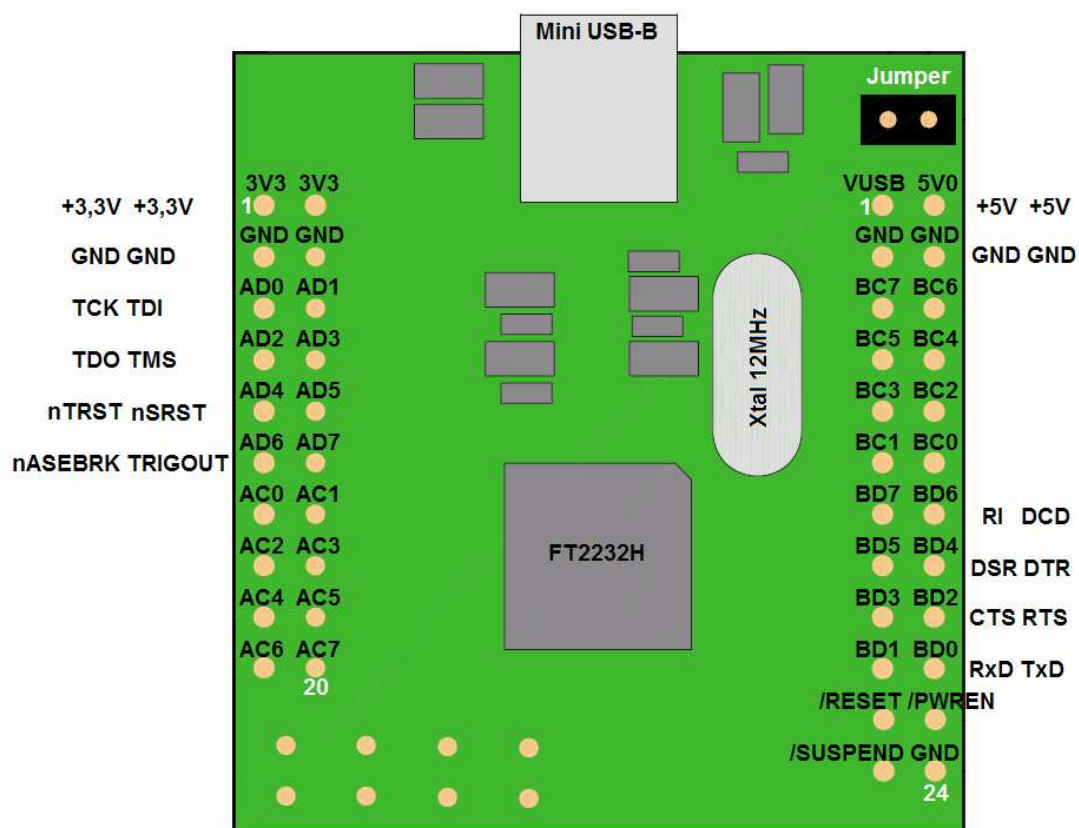 Mini USB-B
Jumper
3V3 3V3 VUSB 5V0
+3,3V +3,3V 1 1 +5V +5V
GND GND GND GND
GND GND GND GND
AD0 AD1 BC7 BC6
TCK TDI
AD2 AD3 BC5 BC4
TDO TMS
Xtal 12MHz
AD4 AD5 BC3 BC2
nTRST nSRST
AD6 AD7 BC1 BC0
nASEBRK TRIGOUT
AC0 AC1 BD7 BD6
RI DCD
AC2 AC3 FT2232H BD5 BD4
DSR DTR
AC4 AC5 BD3 BD2
CTS RTS
AC6 AC7 BD1 BD0
RxD TxD
20
/RESET /PWREN
/SUSPEND GND
24